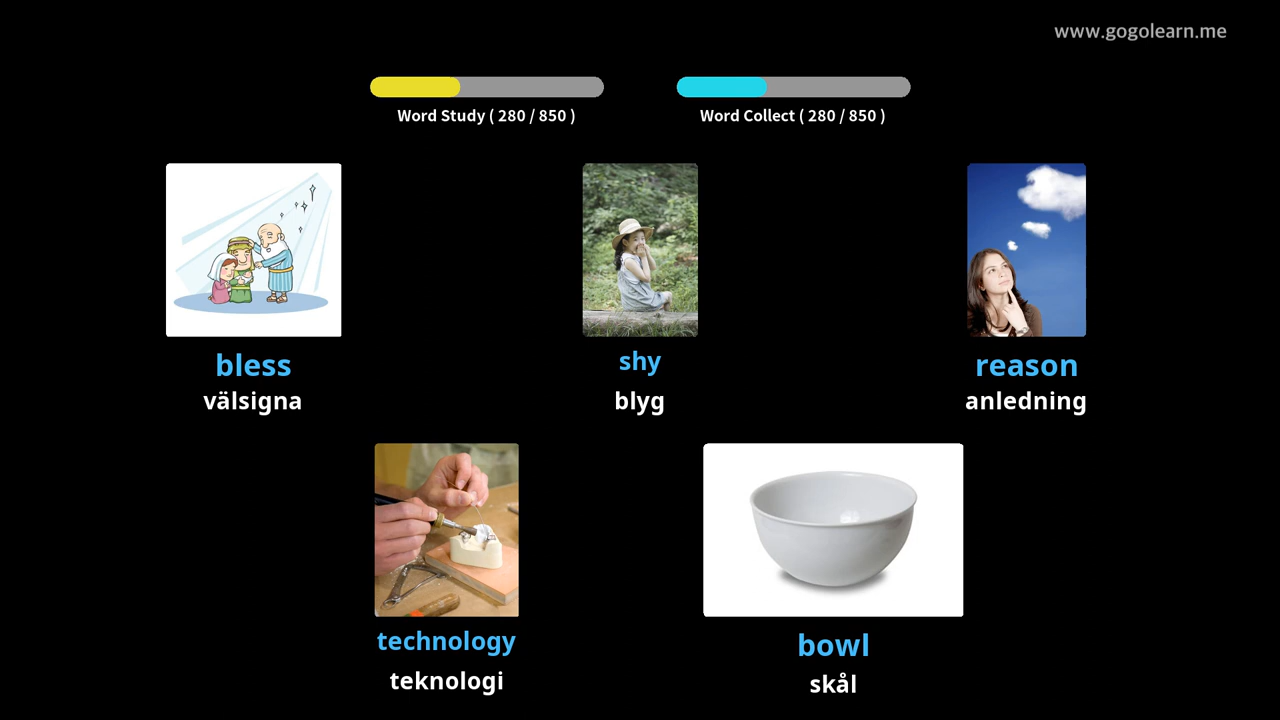 www.gogolearn.me
Word Study ( 280 / 850 )
Word Collect ( 280 / 850 )
bless
välsigna
shy
blyg
reason
anledning
technology
teknologi
bowl
skål